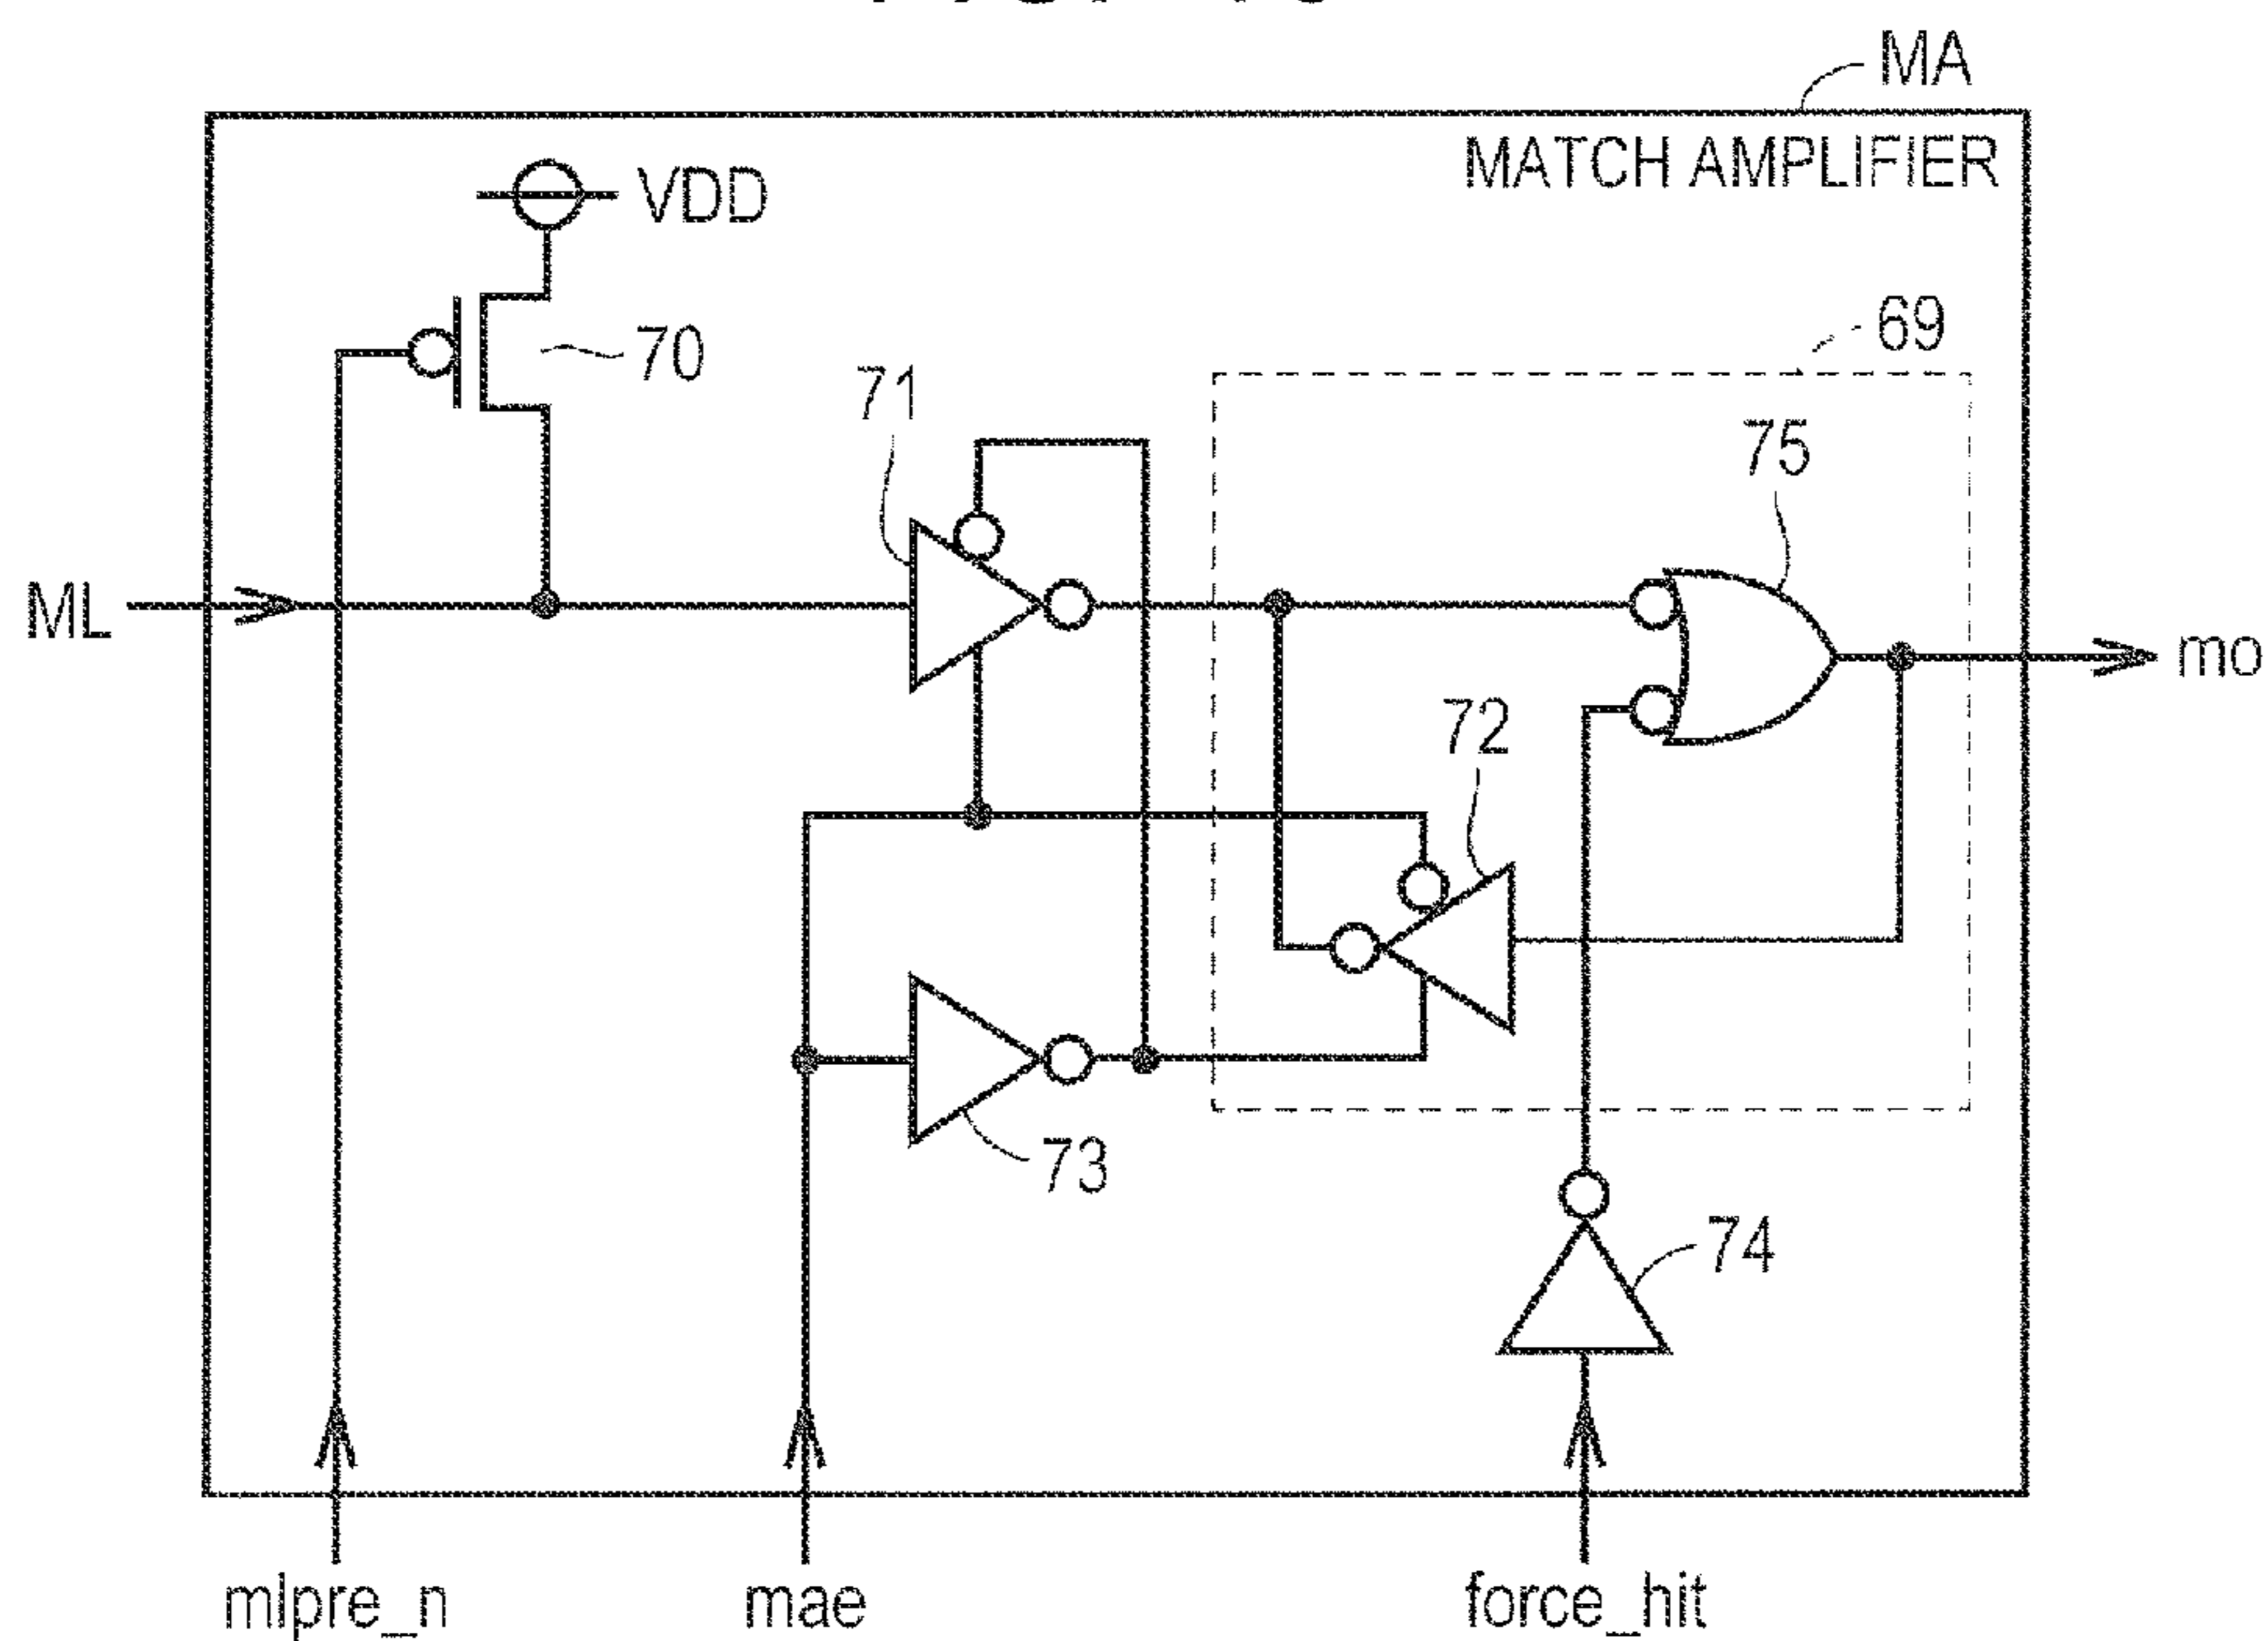 MA
MATCH AMPLIFIER
VDD
69
70
71
75
ML
mo
72
73
74
mlpre_n
mae
force_hit